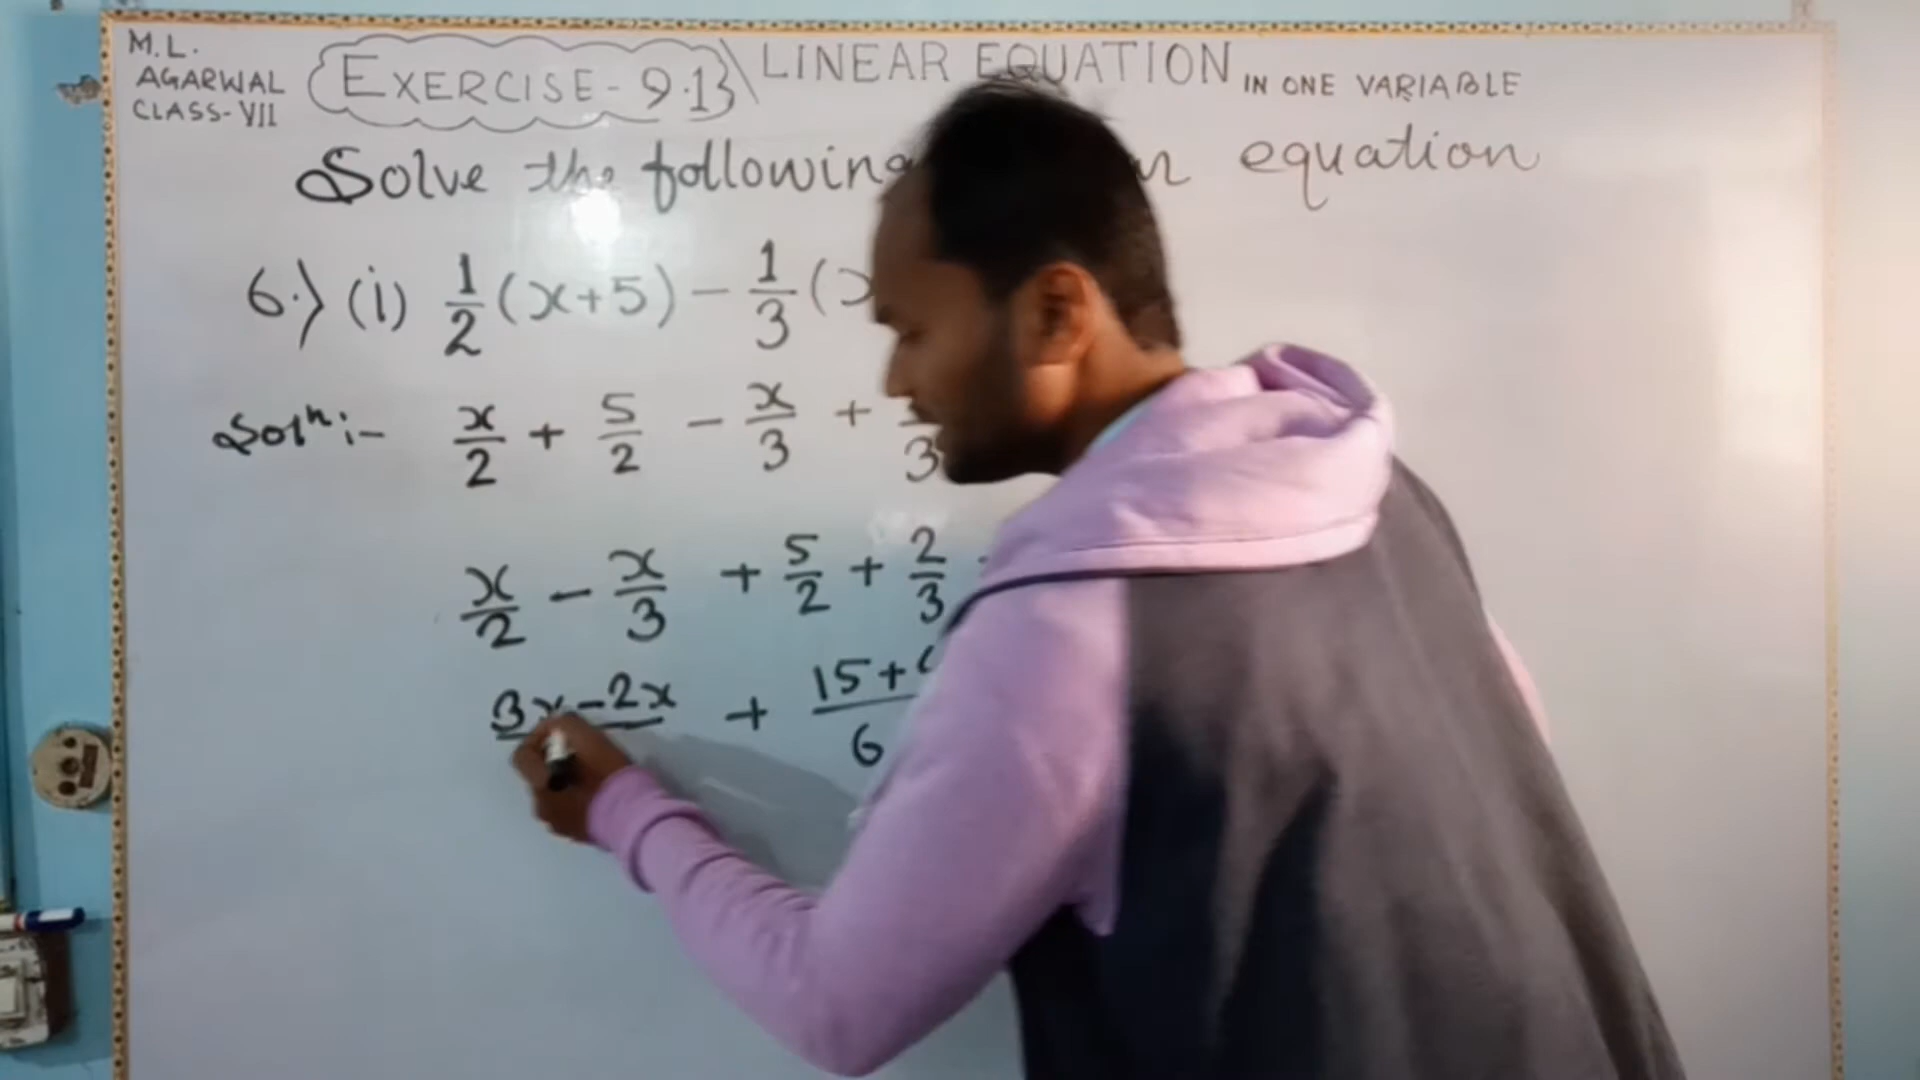 M.L.
AGARWAL
CLASS-VII
EXERCISE-9.1
LINEAR EQUATION IN ONE VARIABLE
Solve the following equation
6.) (i) 1/2 (x+5) - 1/3 (x
Solⁿ:- x/2 + 5/2 - x/3 + /3
x/2 - x/3 + 5/2 + 2/3
3x-2x + 15+ /6